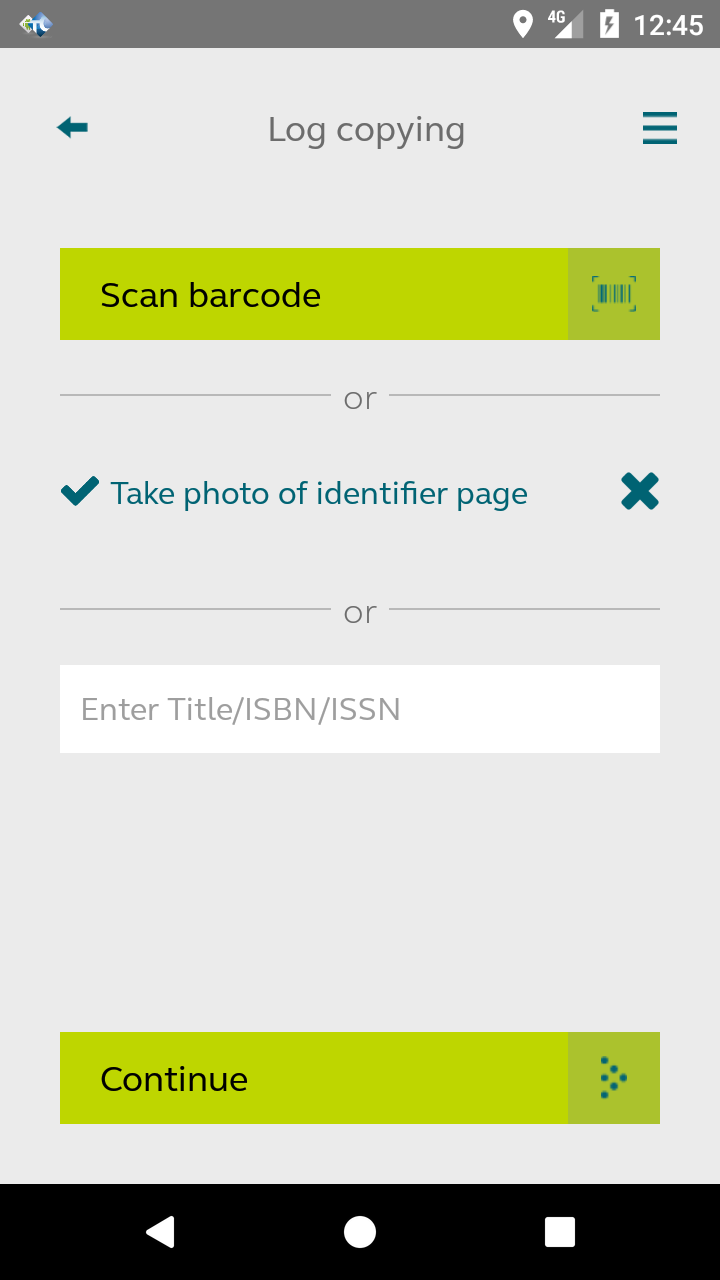 4G 12:45
Log copying
Scan barcode
or
Take photo of identifier page
or
Enter Title/ISBN/ISSN
Continue